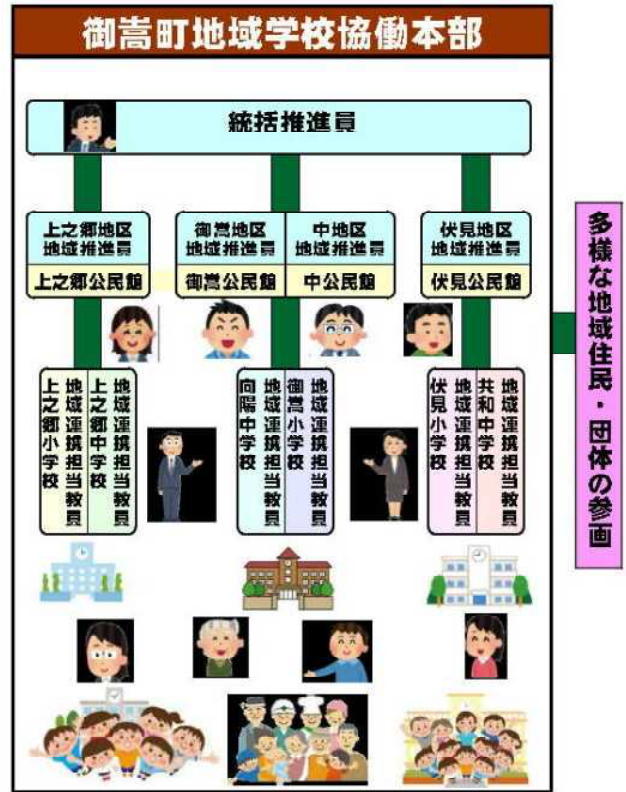 御嵩町地域学校協働本部
統括推進員
上之郷地区
地域推進員
上之郷公民館
御嵩地区
地域推進員
御嵩公民館
中地区
地域推進員
中公民館
伏見地区
地域推進員
伏見公民館
地域連携担当教員
上之郷中学校
地域連携担当教員
上之郷小学校
地域連携担当教員
御嵩小学校
地域連携担当教員
向陽中学校
地域連携担当教員
共和中学校
地域連携担当教員
伏見小学校
多様な地域住民・団体の参画